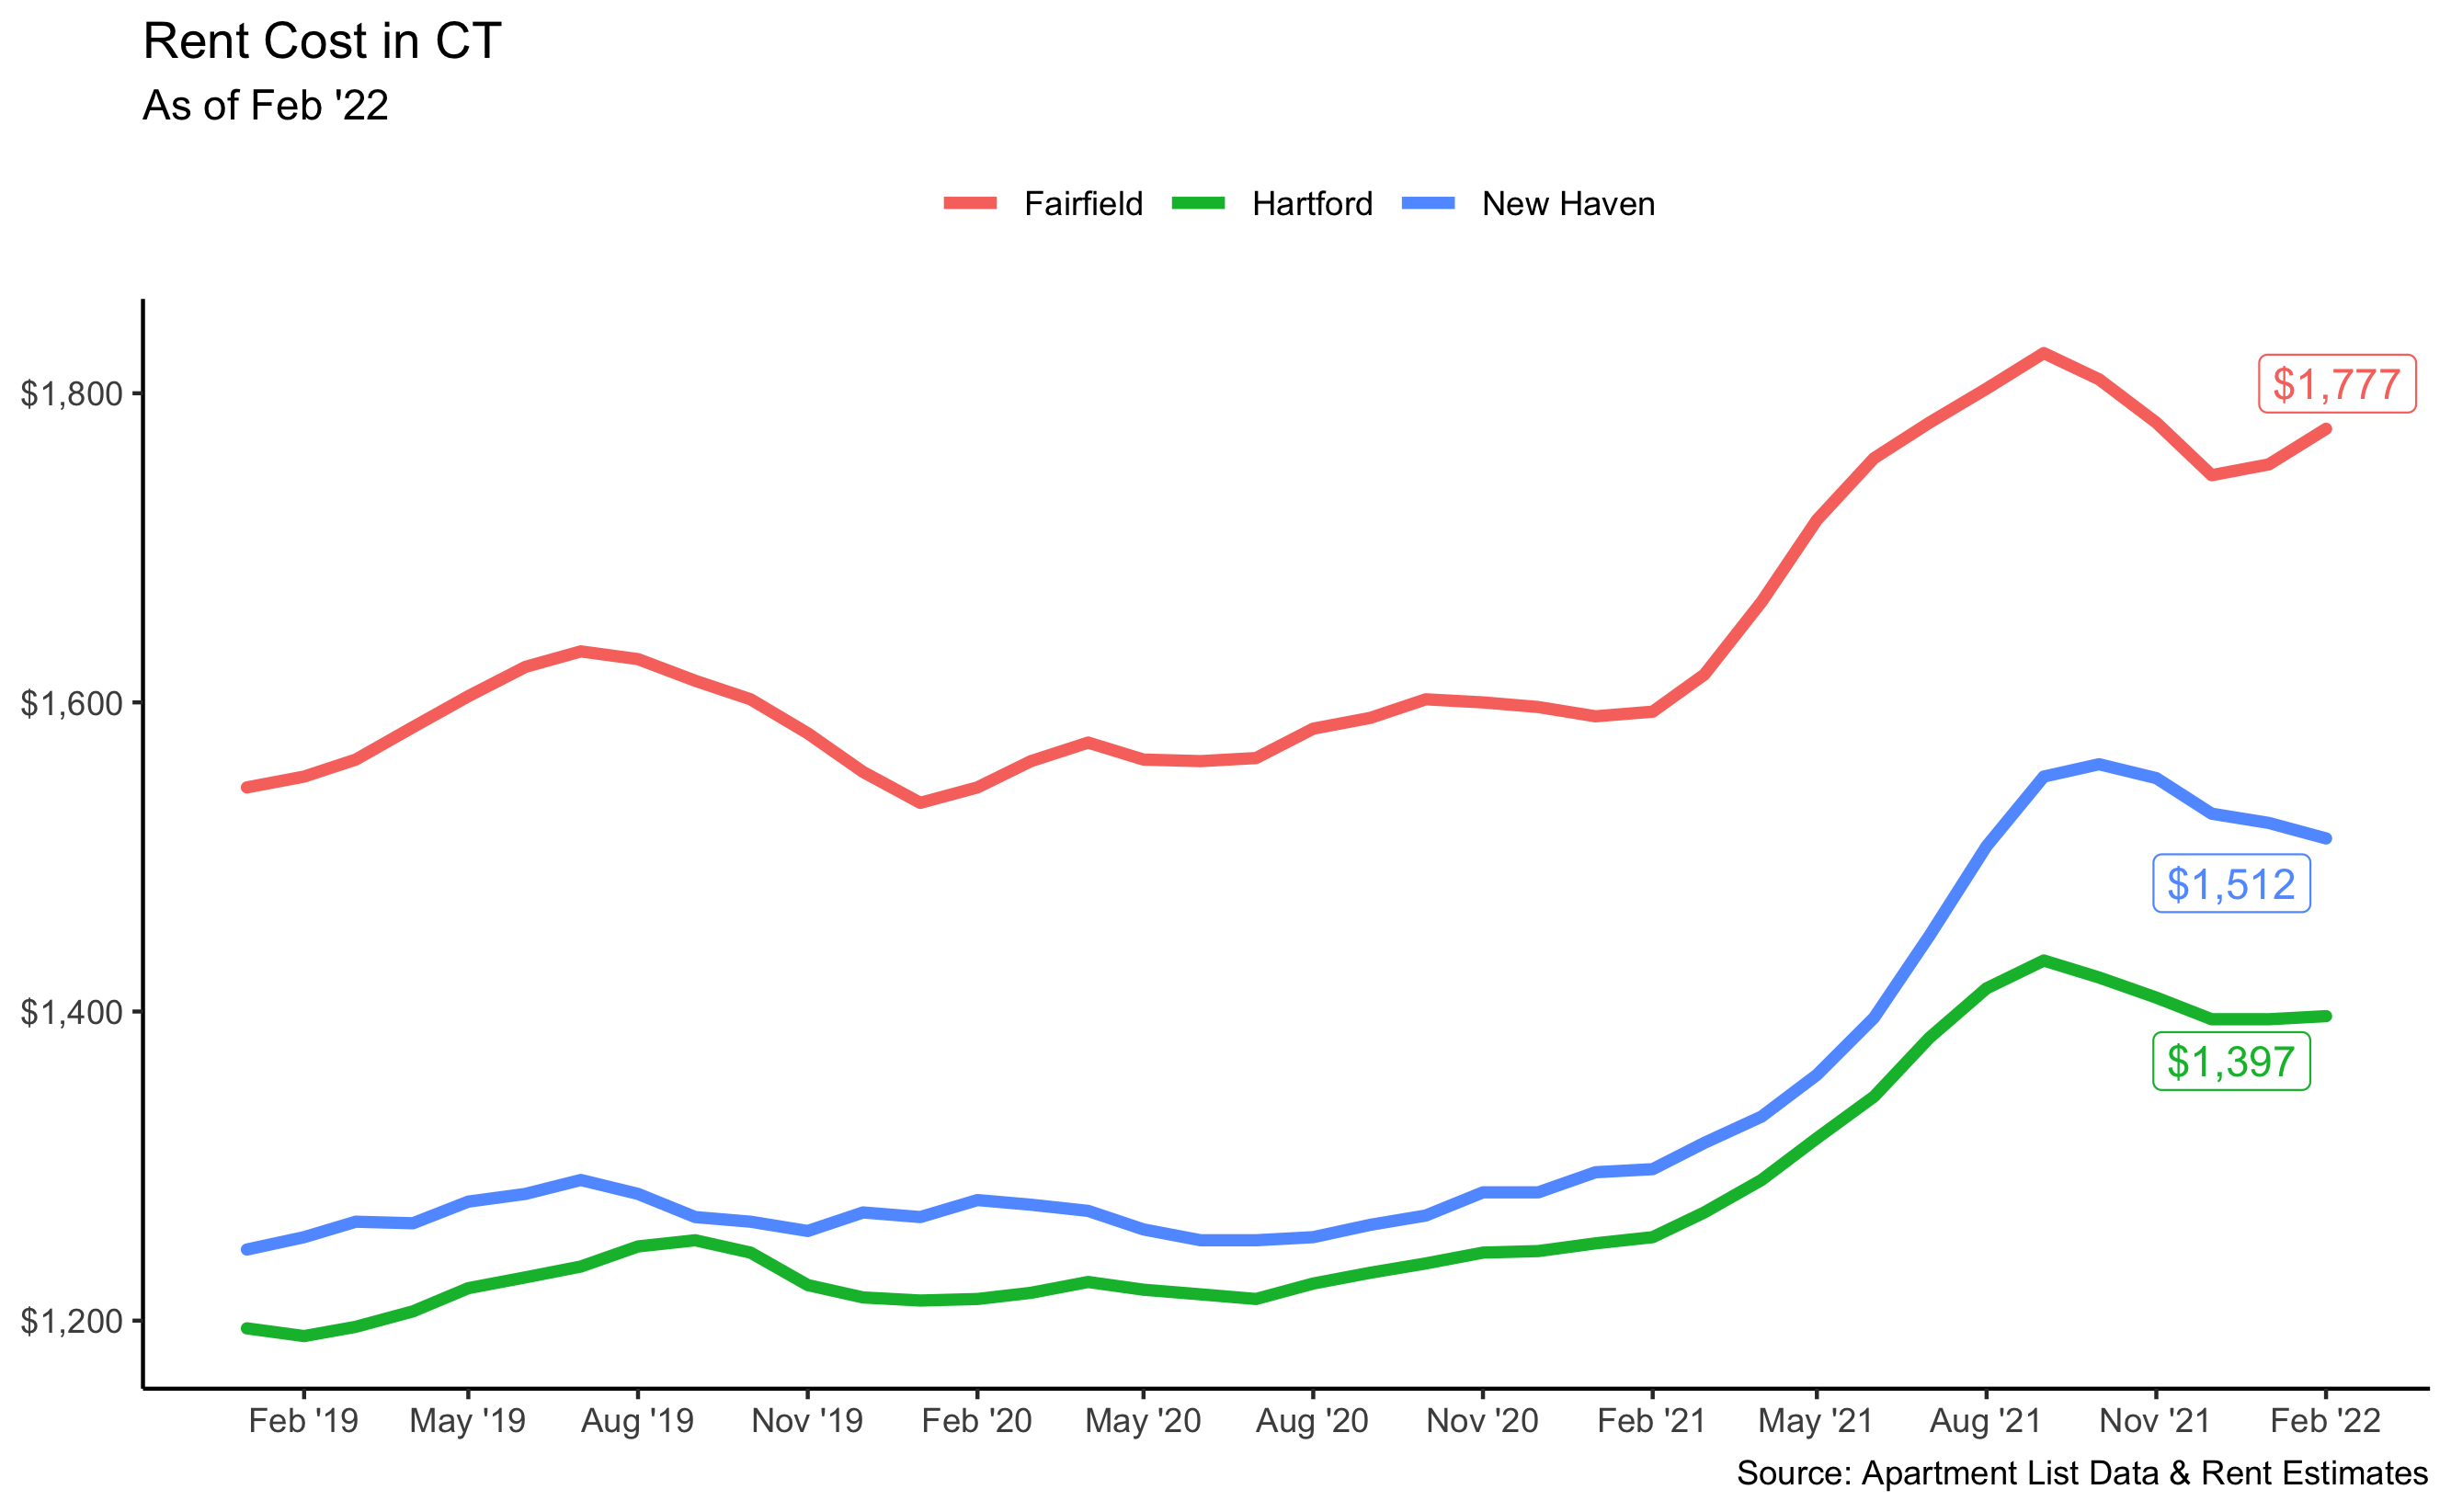 Rent Cost in CT
As of Feb '22
Fairfield Hartford New Haven
$1,800
$1,777
$1,600
$1,512
$1,400
$1,397
$1,200
Feb '19 May '19 Aug '19 Nov '19 Feb '20 May '20 Aug '20 Nov '20 Feb '21 May '21 Aug '21 Nov '21 Feb '22
Source: Apartment List Data & Rent Estimates